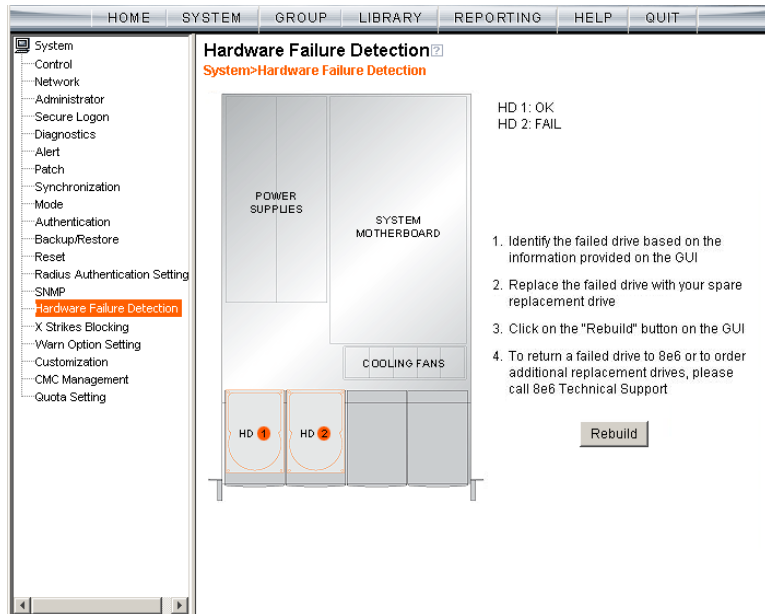 HOME SYSTEM GROUP LIBRARY REPORTING HELP QUIT
System
Control
Network
Administrator
Secure Logon
Diagnostics
Alert
Patch
Synchronization
Mode
Authentication
Backup/Restore
Reset
Radius Authentication Setting
SNMP
Hardware Failure Detection
X Strikes Blocking
Warn Option Setting
Customization
CMC Management
Quota Setting
Hardware Failure Detection ?
System>Hardware Failure Detection
POWER
SUPPLIES
SYSTEM
MOTHERBOARD
COOLING FANS
HD 1
HD 2
HD 1: OK
HD 2: FAIL
1. Identify the failed drive based on the
information provided on the GUI
2. Replace the failed drive with your spare
replacement drive
3. Click on the "Rebuild" button on the GUI
4. To return a failed drive to 8e6 or to order
additional replacement drives, please
call 8e6 Technical Support
Rebuild